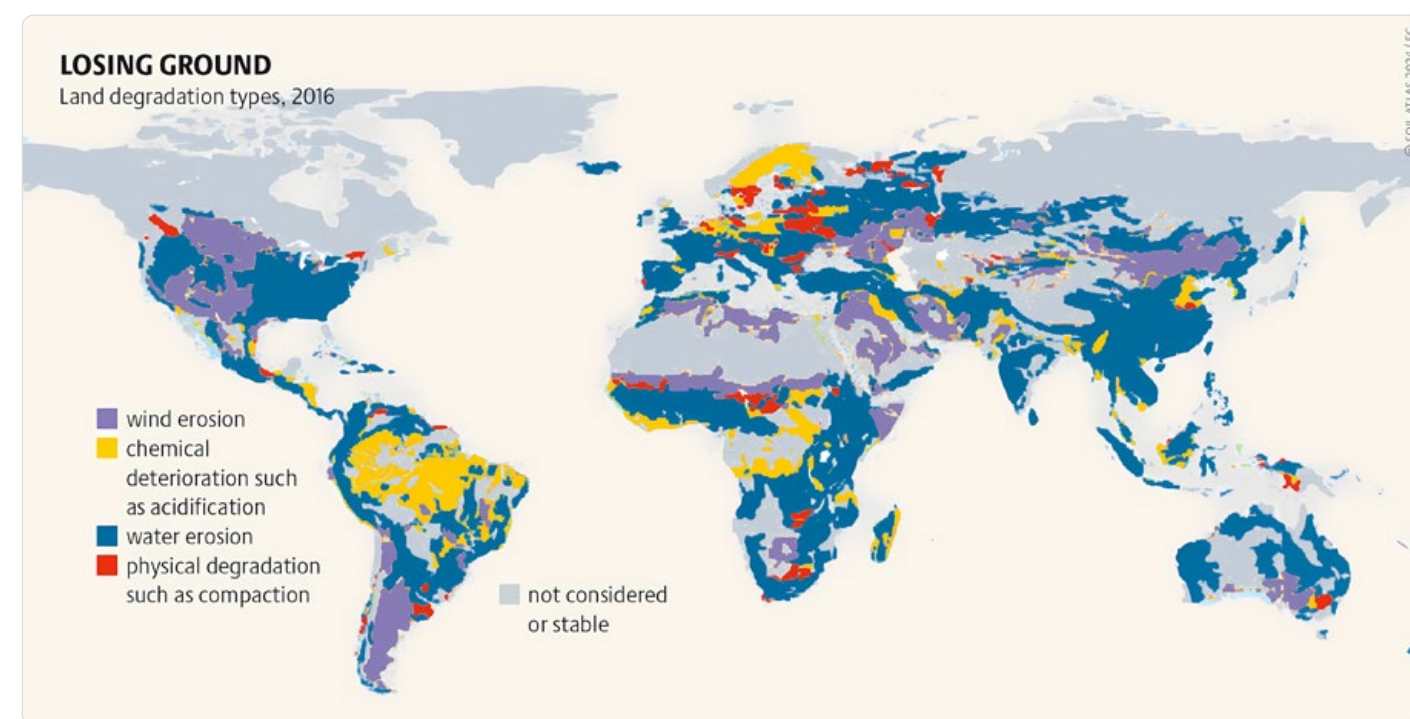 LOSING GROUND
Land degradation types, 2016
wind erosion
chemical
deterioration such
as acidification
water erosion
physical degradation
such as compaction
not considered
or stable